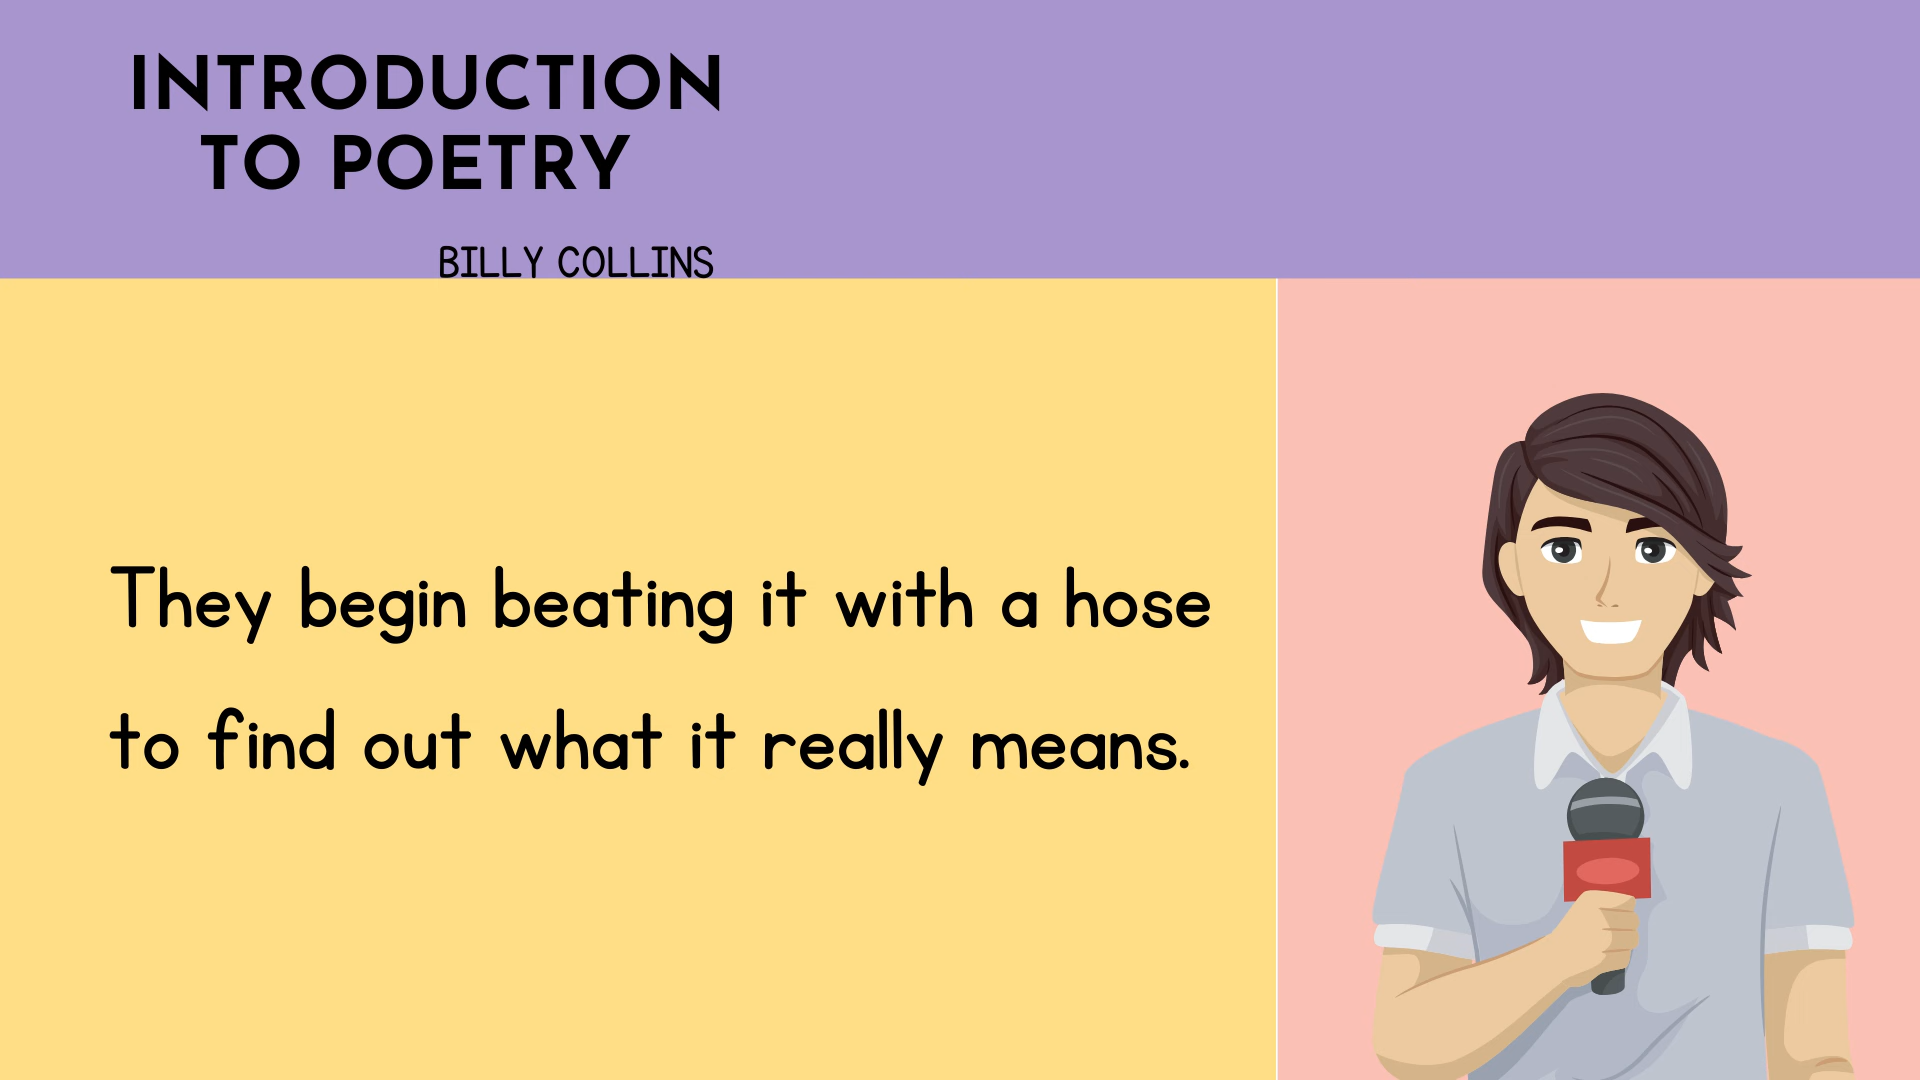 INTRODUCTION
TO POETRY
BILLY COLLINS
They begin beating it with a hose
to find out what it really means.